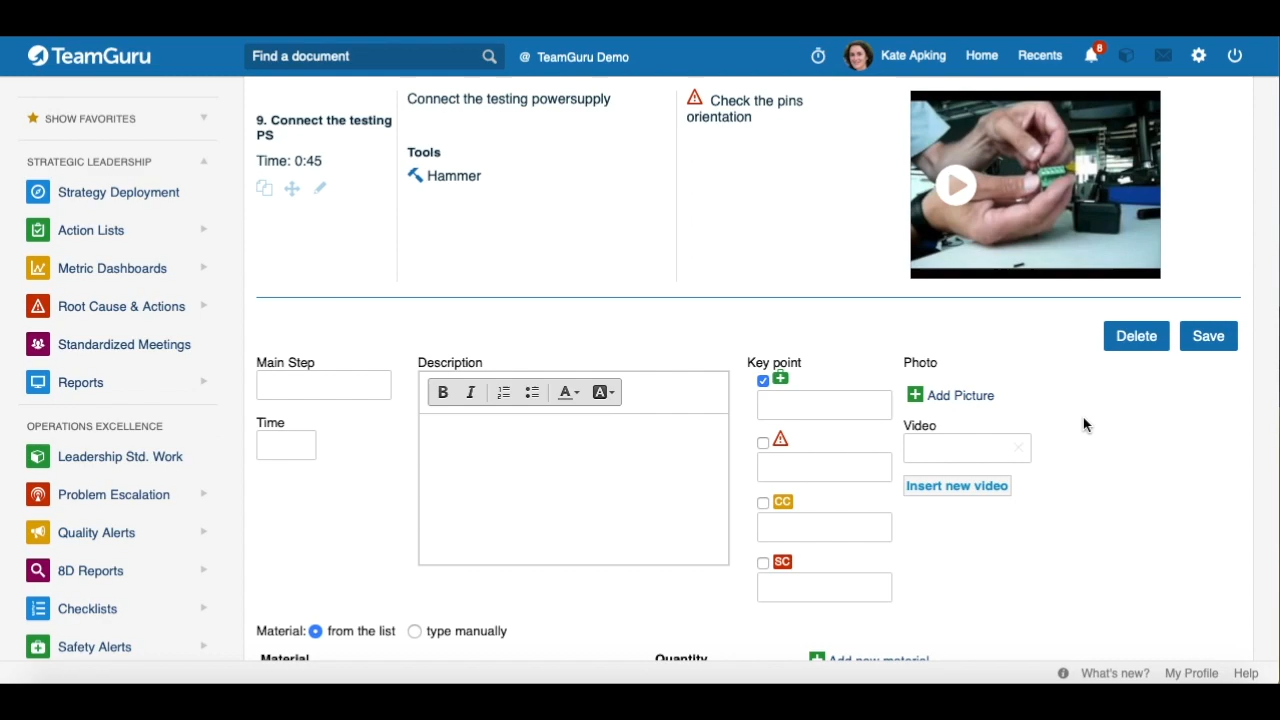 TeamGuru
Find a document
@ TeamGuru Demo
Kate Apking
Home
Recents
8
SHOW FAVORITES
STRATEGIC LEADERSHIP
Strategy Deployment
Action Lists
Metric Dashboards
Root Cause & Actions
Standardized Meetings
Reports
OPERATIONS EXCELLENCE
Leadership Std. Work
Problem Escalation
Quality Alerts
8D Reports
Checklists
Safety Alerts
9. Connect the testing
PS
Time: 0:45
Connect the testing powersupply
Tools
Hammer
Check the pins
orientation
Delete
Save
Main Step
Time
Description
B I A A
Key point
CC
SC
Photo
Add Picture
Video
Insert new video
Material: from the list type manually
Material
Quantity
Add new material
What's new?
My Profile
Help